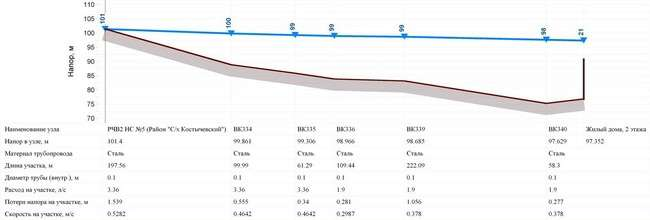 110
105
100
95
90
85
80
75
70
Напор, м
101
100
99
99
99
98
21
Наименование узла РЧВ2 НС №5 (Район "С/х Костычевский") ВК334 ВК335 ВК336 ВК339 ВК340 Жилый дома, 2 этажа
Напор в узле, м 101.4 99.861 99.306 98.966 98.685 97.629 97.352
Материал трубопровода Сталь Сталь Сталь Сталь Сталь Сталь
Длина участка, м 197.56 99.99 61.29 109.44 222.09 58.3
Диаметр трубы (внутр.), м 0.1 0.1 0.1 0.1 0.1 0.1
Расход на участке, л/с 3.36 3.36 3.36 1.9 1.9 1.9
Потери напора на участке, м 1.539 0.555 0.34 0.281 1.056 0.277
Скорость на участке, м/с 0.5282 0.4642 0.4642 0.2987 0.378 0.378